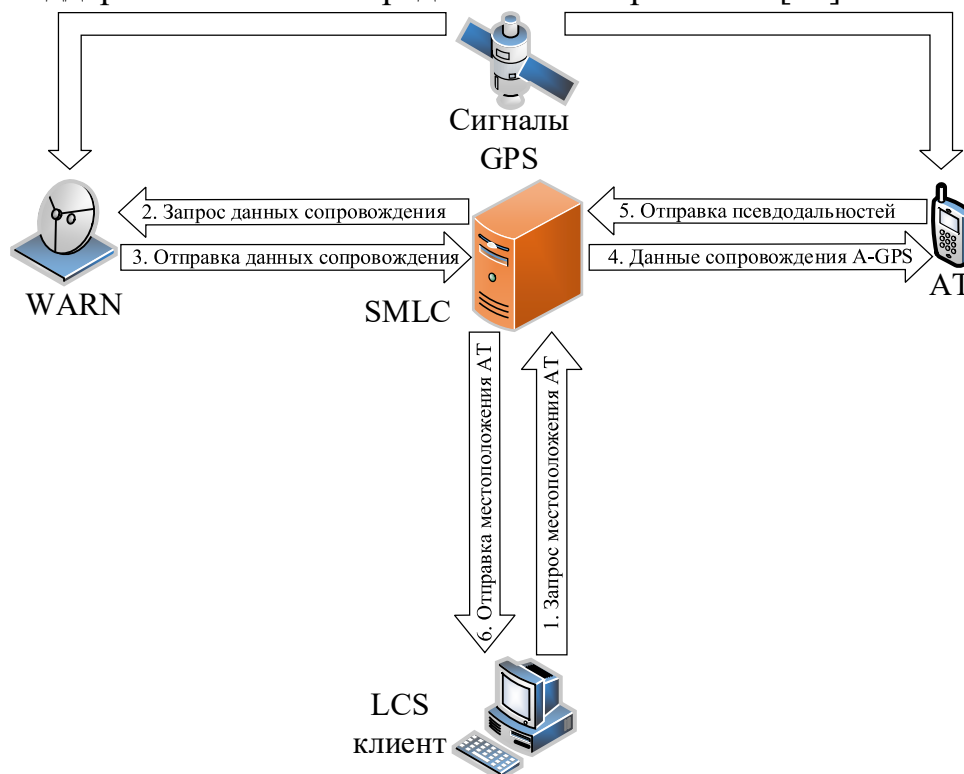 Сигналы
GPS
2. Запрос данных сопровождения
5. Отправка псевдодальностей
3. Отправка данных сопровождения
4. Данные сопровождения A-GPS
WARN
SMLC
АТ
6. Отправка местоположения АТ
1. Запрос местоположения АТ
LCS
клиент